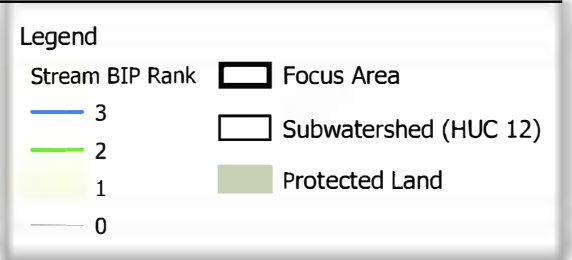 Legend
Stream BIP Rank
3
2
1
0
Focus Area
Subwatershed (HUC 12)
Protected Land